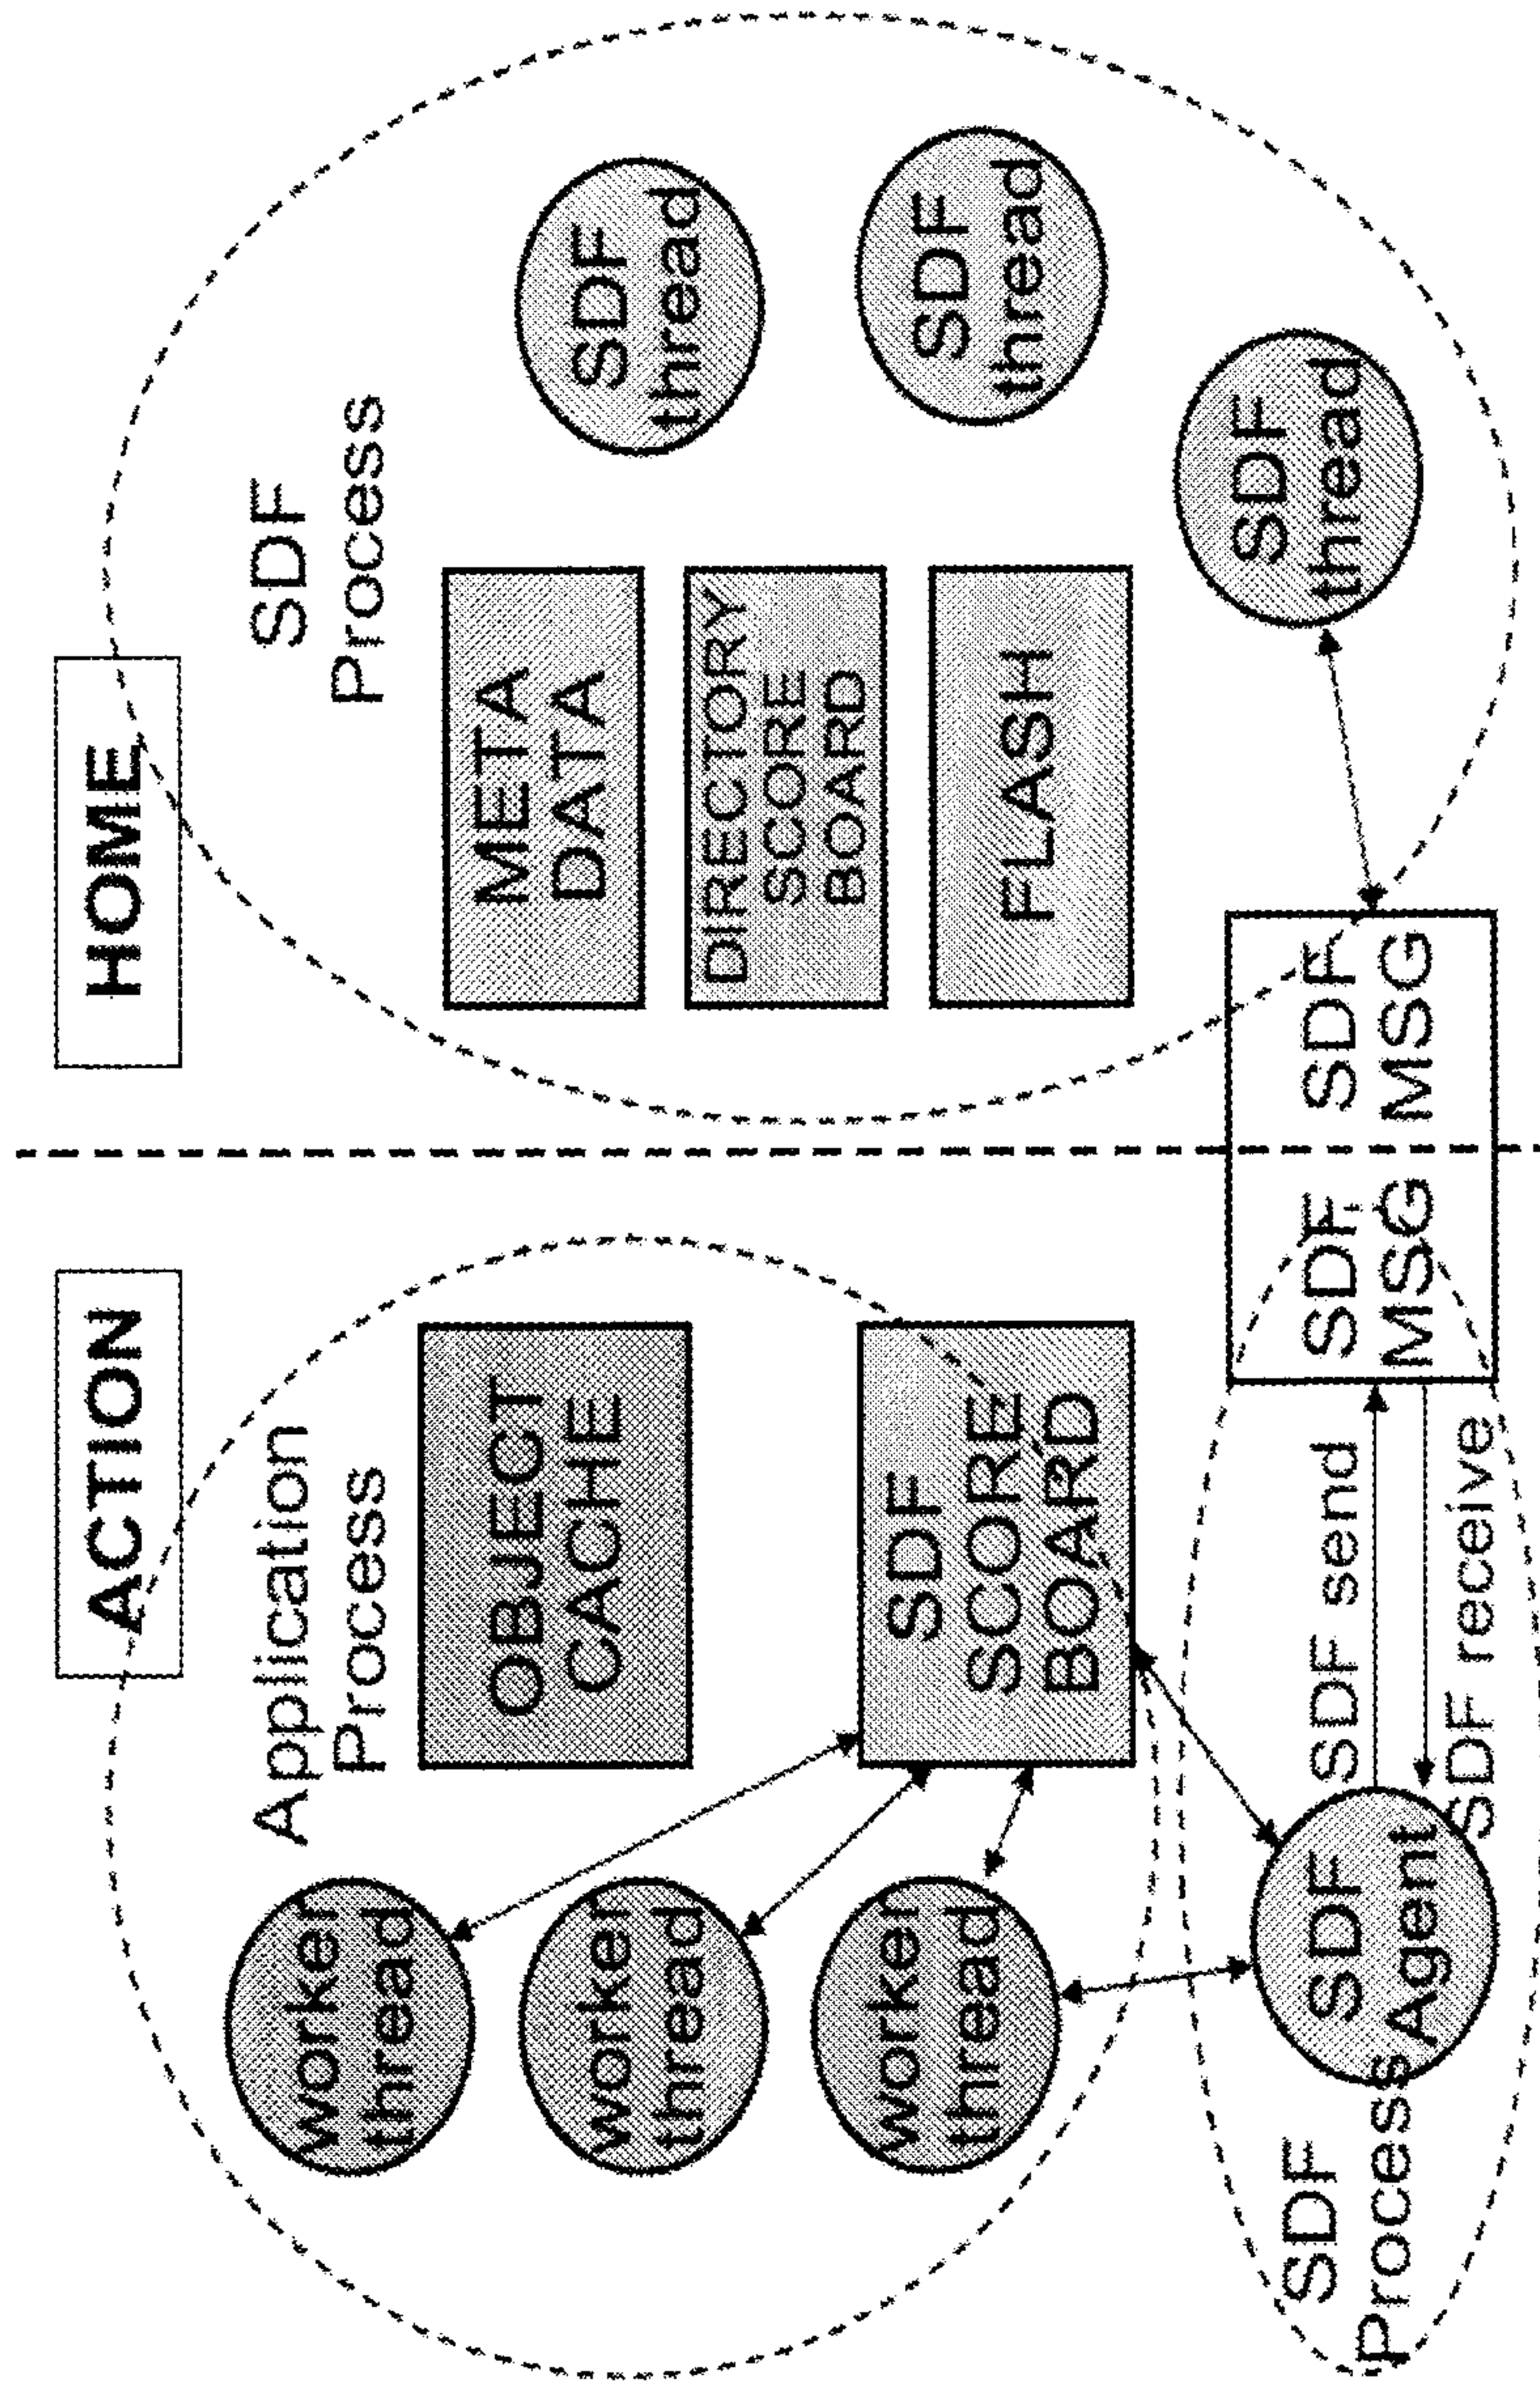 ACTION
HOME
Application
Process
worker
thread
worker
thread
worker
thread
OBJECT
CACHE
SDF
SCORE
BOARD
SDF
Process
SDF
Agent
SDF send
SDF receive
SDF
MSG
SDF
MSG
SDF
Process
META
DATA
DIRECTORY
SCORE
BOARD
FLASH
SDF
thread
SDF
thread
SDF
thread